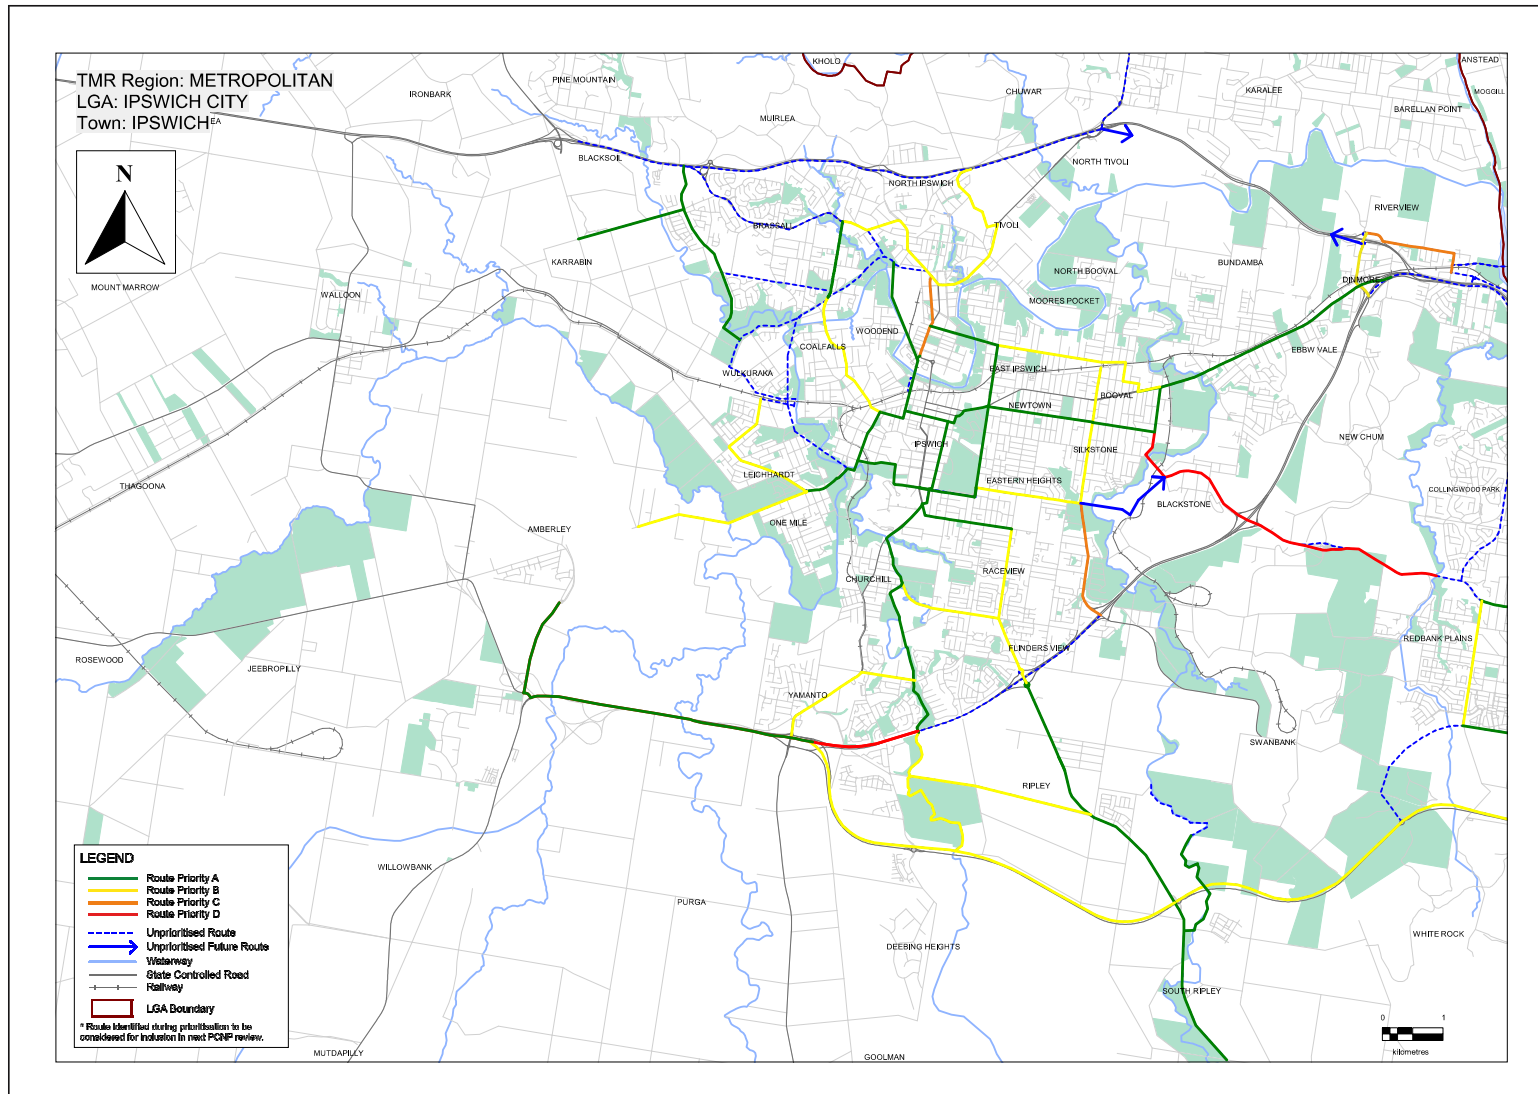 TMR Region: METROPOLITAN
LGA: IPSWICH CITY
Town: IPSWICH
EA
N
KHOLO
ANSTEAD
PINE MOUNTAIN
IRONBARK
CHUWAR
KARALEE
MOGGILL
BARELLAN POINT
MUIRLEA
BLACKSOIL
NORTH TIVOLI
NORTH IPSWICH
RIVERVIEW
BRASSALL
TIVOLI
KARRABIN
BUNDAMBA
NORTH BOOVAL
MOUNT MARROW
DINMORE
WALLOON
MOORES POCKET
WOODEND
COALFALLS
EBBW VALE
EAST IPSWICH
WULKURAKA
BOOVAL
NEWTOWN
NEW CHUM
IPSWICH
SILKSTONE
LEICHHARDT
EASTERN HEIGHTS
THAGOONA
COLLINGWOOD PARK
BLACKSTONE
ONE MILE
AMBERLEY
RACEVIEW
CHURCHILL
REDBANK PLAINS
FLINDERS VIEW
ROSEWOOD
JEEBROPILLY
YAMANTO
SWANBANK
RIPLEY
WILLOWBANK
PURGA
WHITE ROCK
DEEBING HEIGHTS
SOUTH RIPLEY
MUTDAPILLY
GOOLMAN
LEGEND
Route Priority A
Route Priority B
Route Priority C
Route Priority D
Unprioritised Route
Unprioritised Future Route
Waterway
State Controlled Road
Railway
LGA Boundary
* Route identified during prioritisation to be
considered for inclusion in next PCNP review.
0 1
kilometres